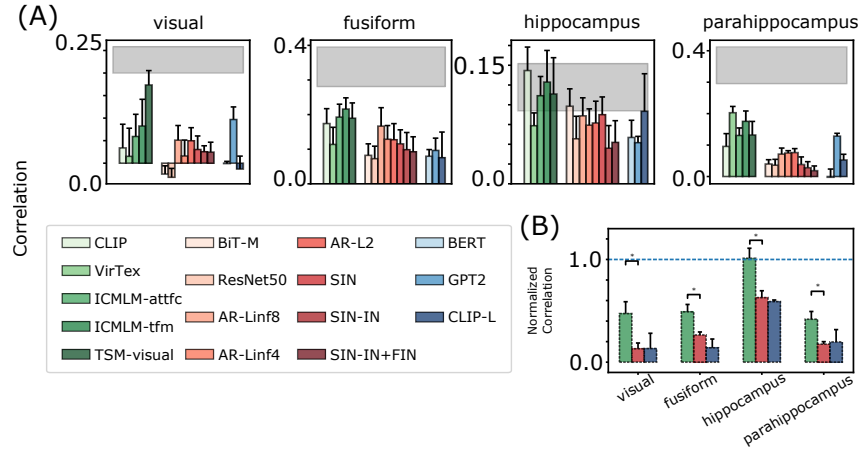 (A)
visual
fusiform
hippocampus
parahippocampus
0.25
0.0
0.4
0.0
0.15
0.0
0.4
0.0
Correlation
CLIP
VirTex
ICMLM-attfc
ICMLM-tfm
TSM-visual
BiT-M
ResNet50
AR-Linf8
AR-Linf4
AR-L2
SIN
SIN-IN
SIN-IN+FIN
BERT
GPT2
CLIP-L
(B)
Normalized
Correlation
1.0
0.0
*
*
*
*
visual
fusiform
hippocampus
parahippocampus